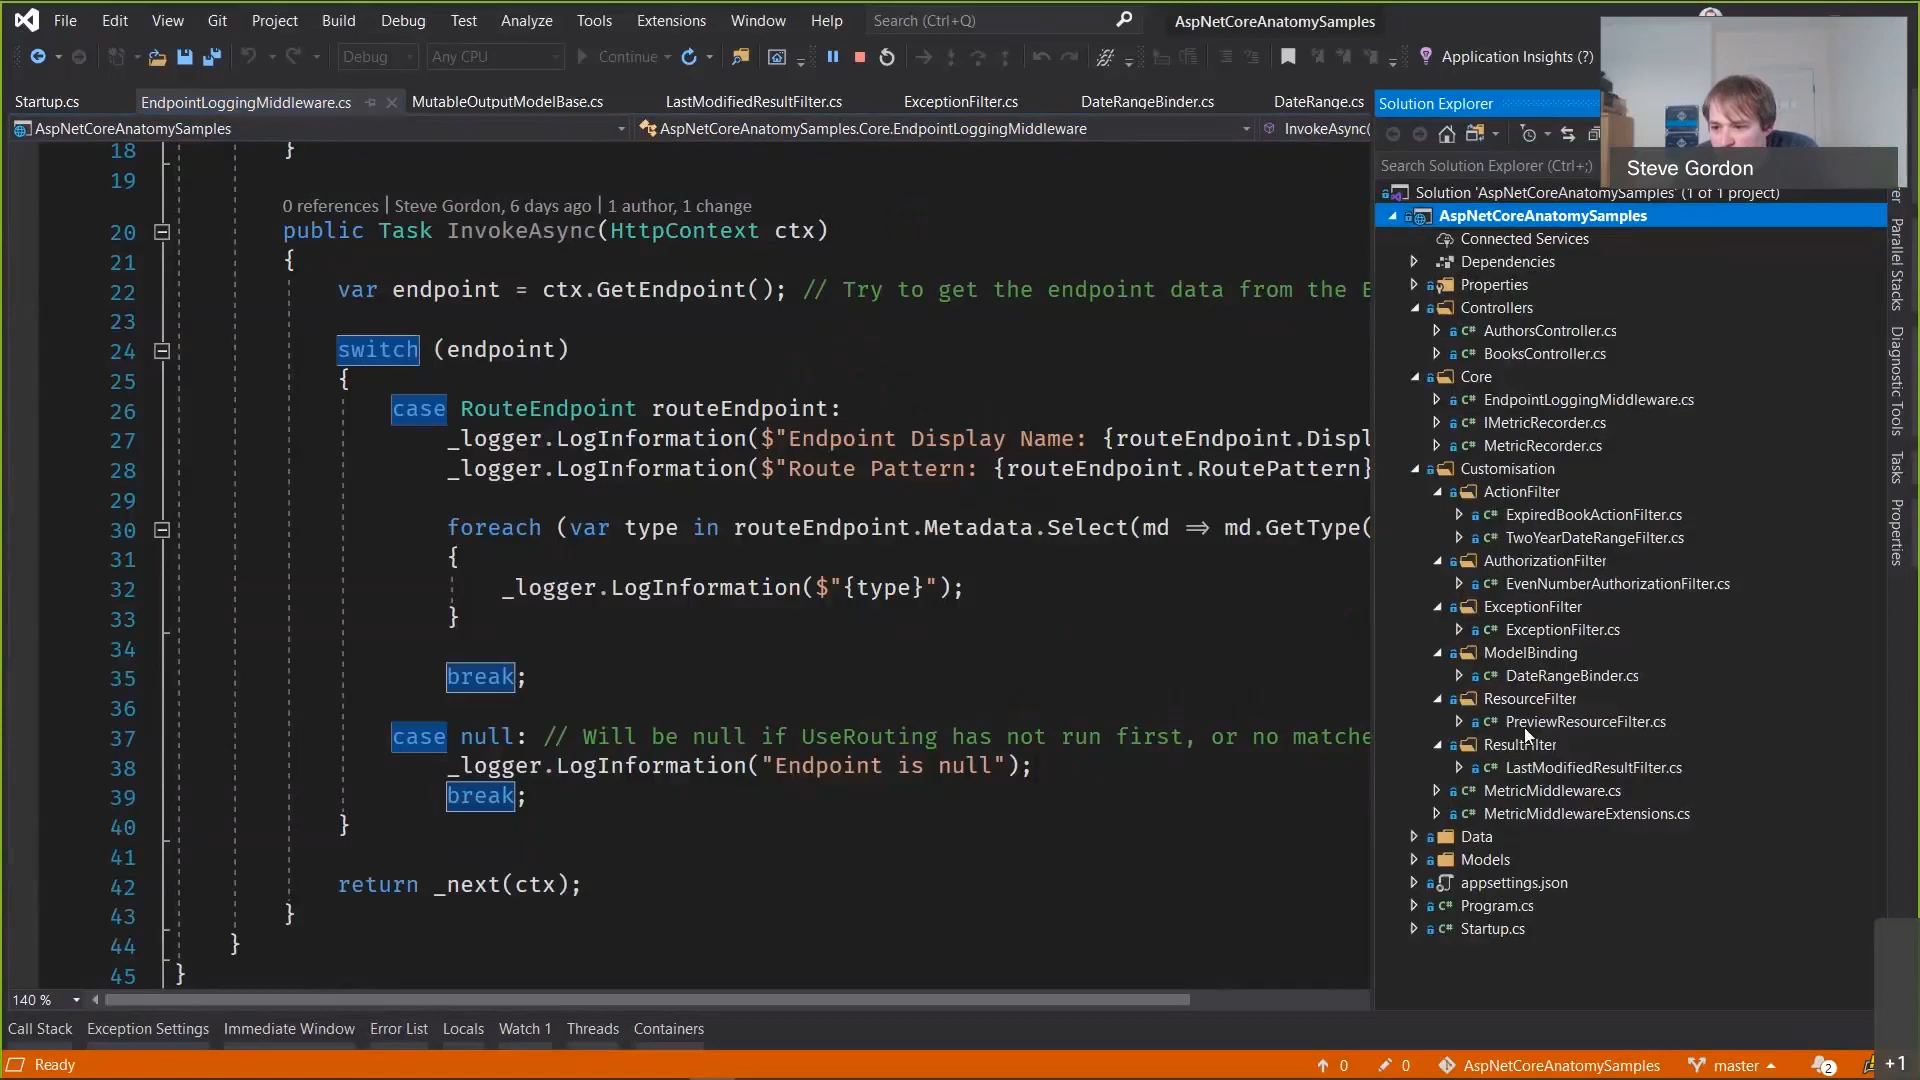 File Edit View Git Project Build Debug Test Analyze Tools Extensions Window Help Search (Ctrl+Q) AspNetCoreAnatomySamples
Debug Any CPU Continue Application Insights (?)
Startup.cs EndpointLoggingMiddleware.cs MutableOutputModelBase.cs LastModifiedResultFilter.cs ExceptionFilter.cs DateRangeBinder.cs DateRange.cs
AspNetCoreAnatomySamples AspNetCoreAnatomySamples.Core.EndpointLoggingMiddleware InvokeAsync(
18 }
19
0 references | Steve Gordon, 6 days ago | 1 author, 1 change
20 public Task InvokeAsync(HttpContext ctx)
21 {
22 var endpoint = ctx.GetEndpoint(); // Try to get the endpoint data from the E
23
24 switch (endpoint)
25 {
26 case RouteEndpoint routeEndpoint:
27 _logger.LogInformation($"Endpoint Display Name: {routeEndpoint.Displ
28 _logger.LogInformation($"Route Pattern: {routeEndpoint.RoutePattern}
29
30 foreach (var type in routeEndpoint.Metadata.Select(md => md.GetType(
31 {
32 _logger.LogInformation($"{type}");
33 }
34
35 break;
36
37 case null: // Will be null if UseRouting has not run first, or no matche
38 _logger.LogInformation("Endpoint is null");
39 break;
40 }
41
42 return _next(ctx);
43 }
44 }
45 }
140 %
Call Stack Exception Settings Immediate Window Error List Locals Watch 1 Threads Containers
Ready 0 0 AspNetCoreAnatomySamples master 2 +1
Solution Explorer
Search Solution Explorer (Ctrl+;)
Steve Gordon
Solution 'AspNetCoreAnatomySamples' (1 of 1 project)
AspNetCoreAnatomySamples
Connected Services
Dependencies
Properties
Controllers
AuthorsController.cs
BooksController.cs
Core
EndpointLoggingMiddleware.cs
IMetricRecorder.cs
MetricRecorder.cs
Customisation
ActionFilter
ExpiredBookActionFilter.cs
TwoYearDateRangeFilter.cs
AuthorizationFilter
EvenNumberAuthorizationFilter.cs
ExceptionFilter
ExceptionFilter.cs
ModelBinding
DateRangeBinder.cs
ResourceFilter
PreviewResourceFilter.cs
ResultFilter
LastModifiedResultFilter.cs
MetricMiddleware.cs
MetricMiddlewareExtensions.cs
Data
Models
appsettings.json
Program.cs
Startup.cs
Parallel Stacks
Diagnostic Tools
Tasks
Properties